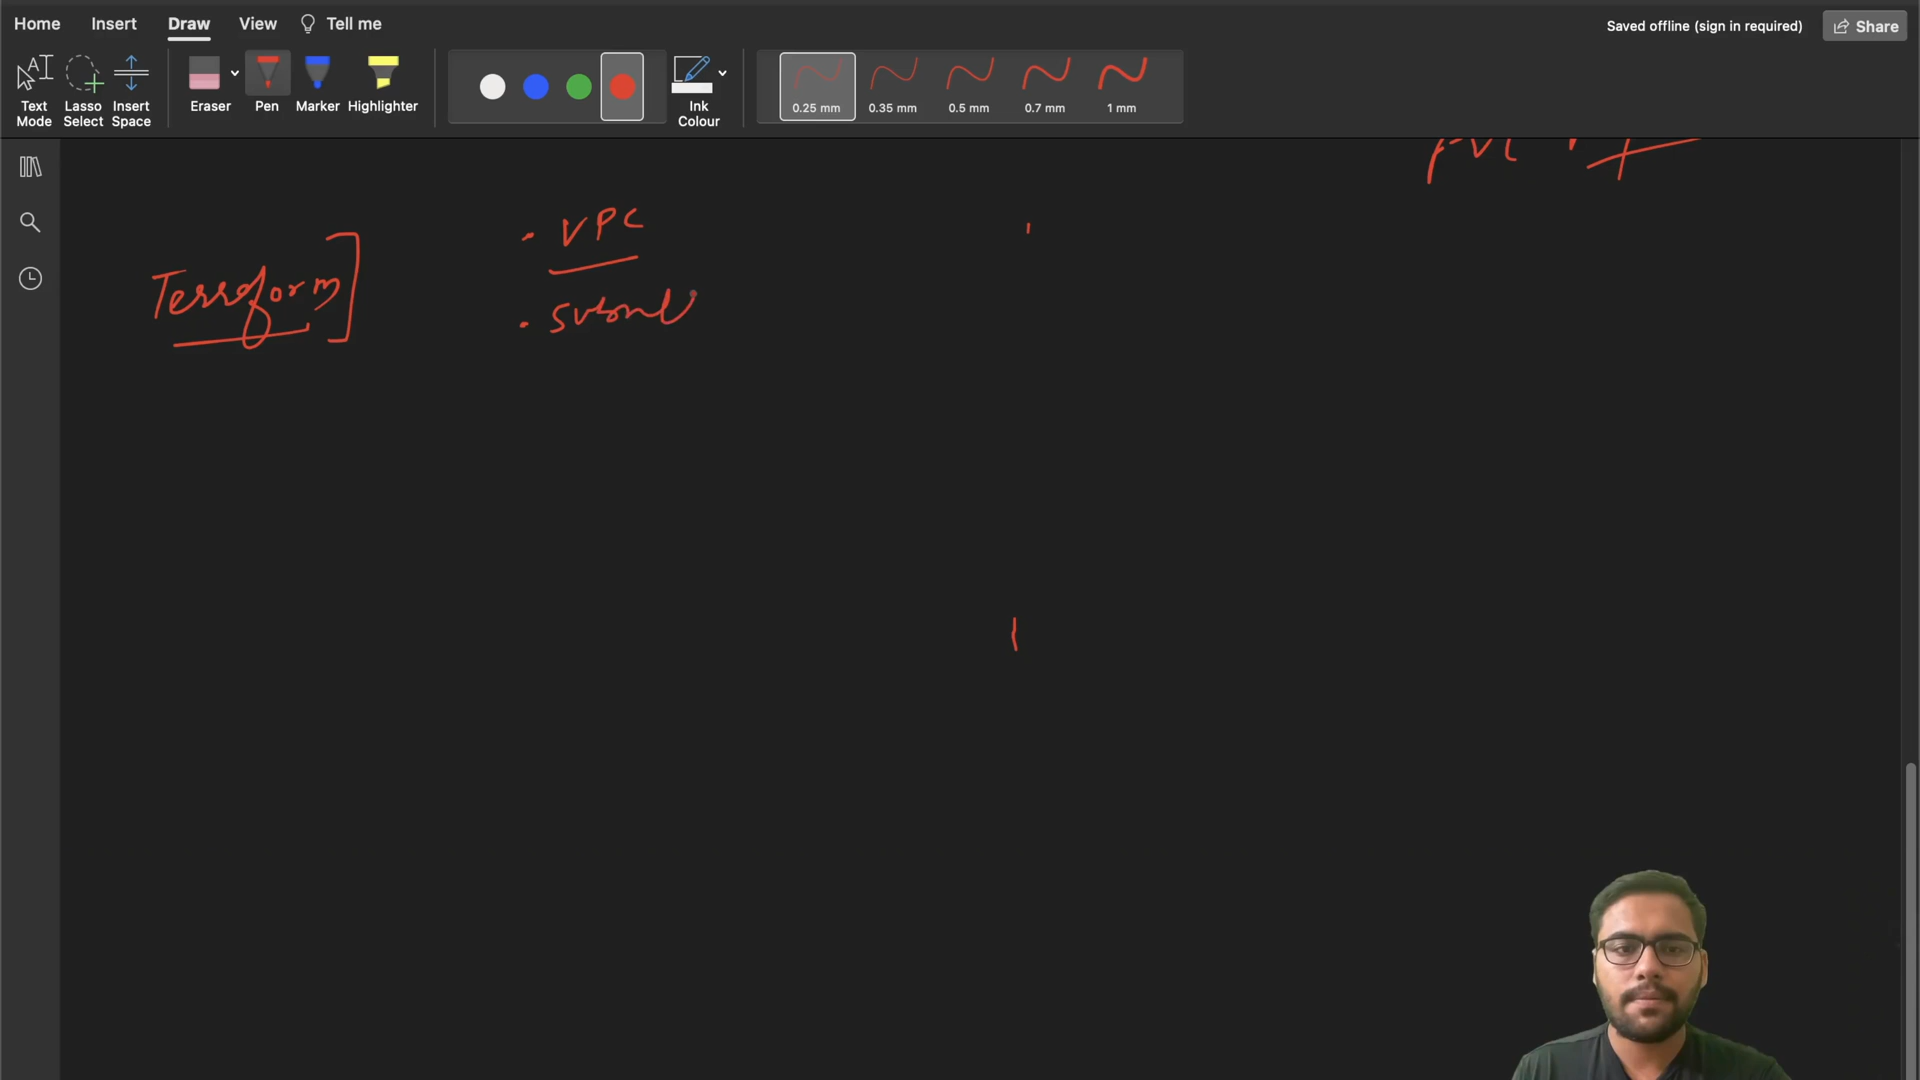 Home Insert Draw View Tell me
Saved offline (sign in required) Share
Text Mode
Lasso Select
Insert Space
Eraser
Pen
Marker
Highlighter
Ink Colour
0.25 mm
0.35 mm
0.5 mm
0.7 mm
1 mm
Terraform]
. VPC
. Subne